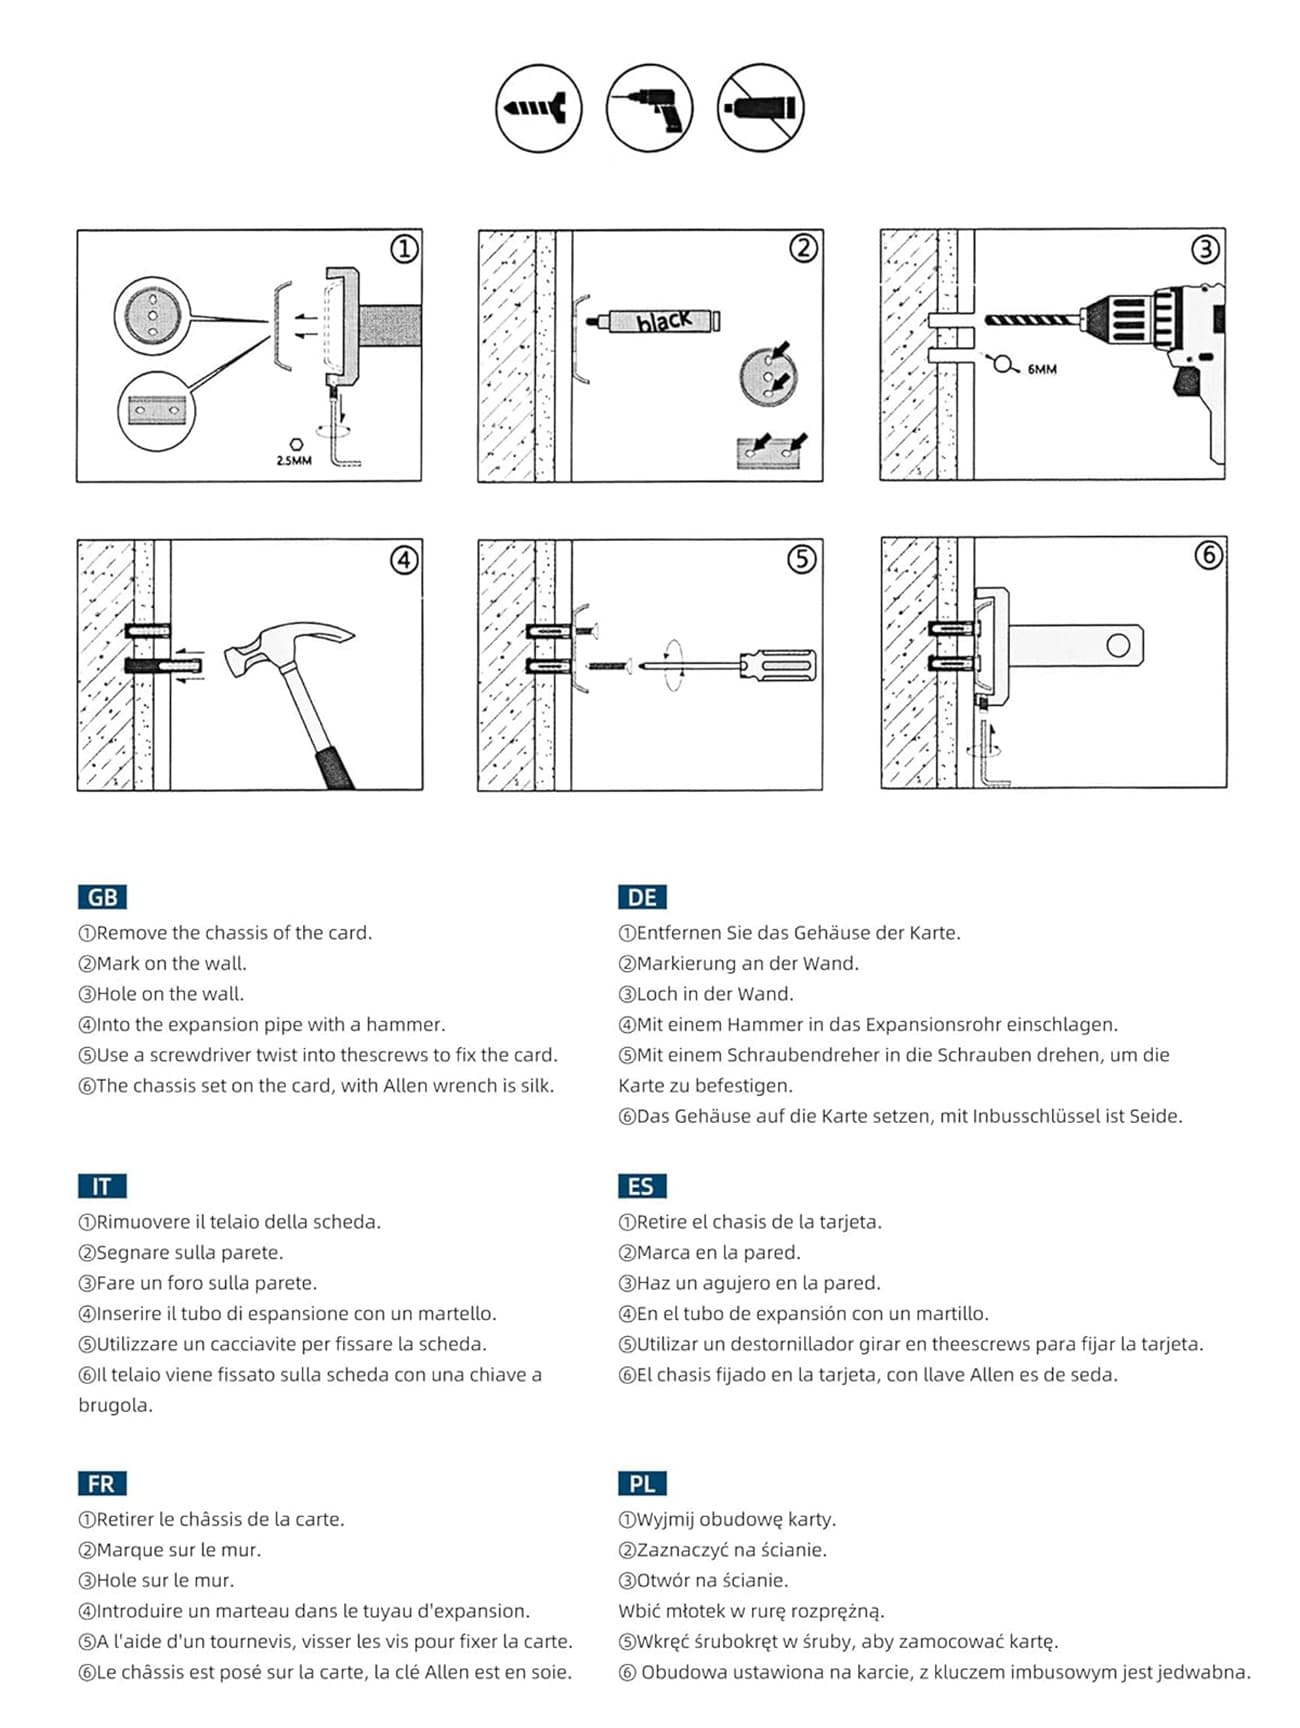 ①
②
③
black
2.5MM
6MM
④
⑤
⑥
GB
①Remove the chassis of the card.
②Mark on the wall.
③Hole on the wall.
④Into the expansion pipe with a hammer.
⑤Use a screwdriver twist into thescrews to fix the card.
⑥The chassis set on the card, with Allen wrench is silk.
DE
①Entfernen Sie das Gehäuse der Karte.
②Markierung an der Wand.
③Loch in der Wand.
④Mit einem Hammer in das Expansionsrohr einschlagen.
⑤Mit einem Schraubendreher in die Schrauben drehen, um die
Karte zu befestigen.
⑥Das Gehäuse auf die Karte setzen, mit Inbusschlüssel ist Seide.
IT
①Rimuovere il telaio della scheda.
②Segnare sulla parete.
③Fare un foro sulla parete.
④Inserire il tubo di espansione con un martello.
⑤Utilizzare un cacciavite per fissare la scheda.
⑥Il telaio viene fissato sulla scheda con una chiave a
brugola.
ES
①Retire el chasis de la tarjeta.
②Marca en la pared.
③Haz un agujero en la pared.
④En el tubo de expansión con un martillo.
⑤Utilizar un destornillador girar en theescrews para fijar la tarjeta.
⑥El chasis fijado en la tarjeta, con llave Allen es de seda.
FR
①Retirer le châssis de la carte.
②Marque sur le mur.
③Hole sur le mur.
④Introduire un marteau dans le tuyau d'expansion.
⑤A l'aide d'un tournevis, visser les vis pour fixer la carte.
⑥Le châssis est posé sur la carte, la clé Allen est en soie.
PL
①Wyjmij obudowę karty.
②Zaznaczyć na ścianie.
③Otwór na ścianie.
Wbić młotek w rurę rozprężną.
⑤Wkręć śrubokręt w śruby, aby zamocować kartę.
⑥ Obudowa ustawiona na karcie, z kluczem imbusowym jest jedwabna.